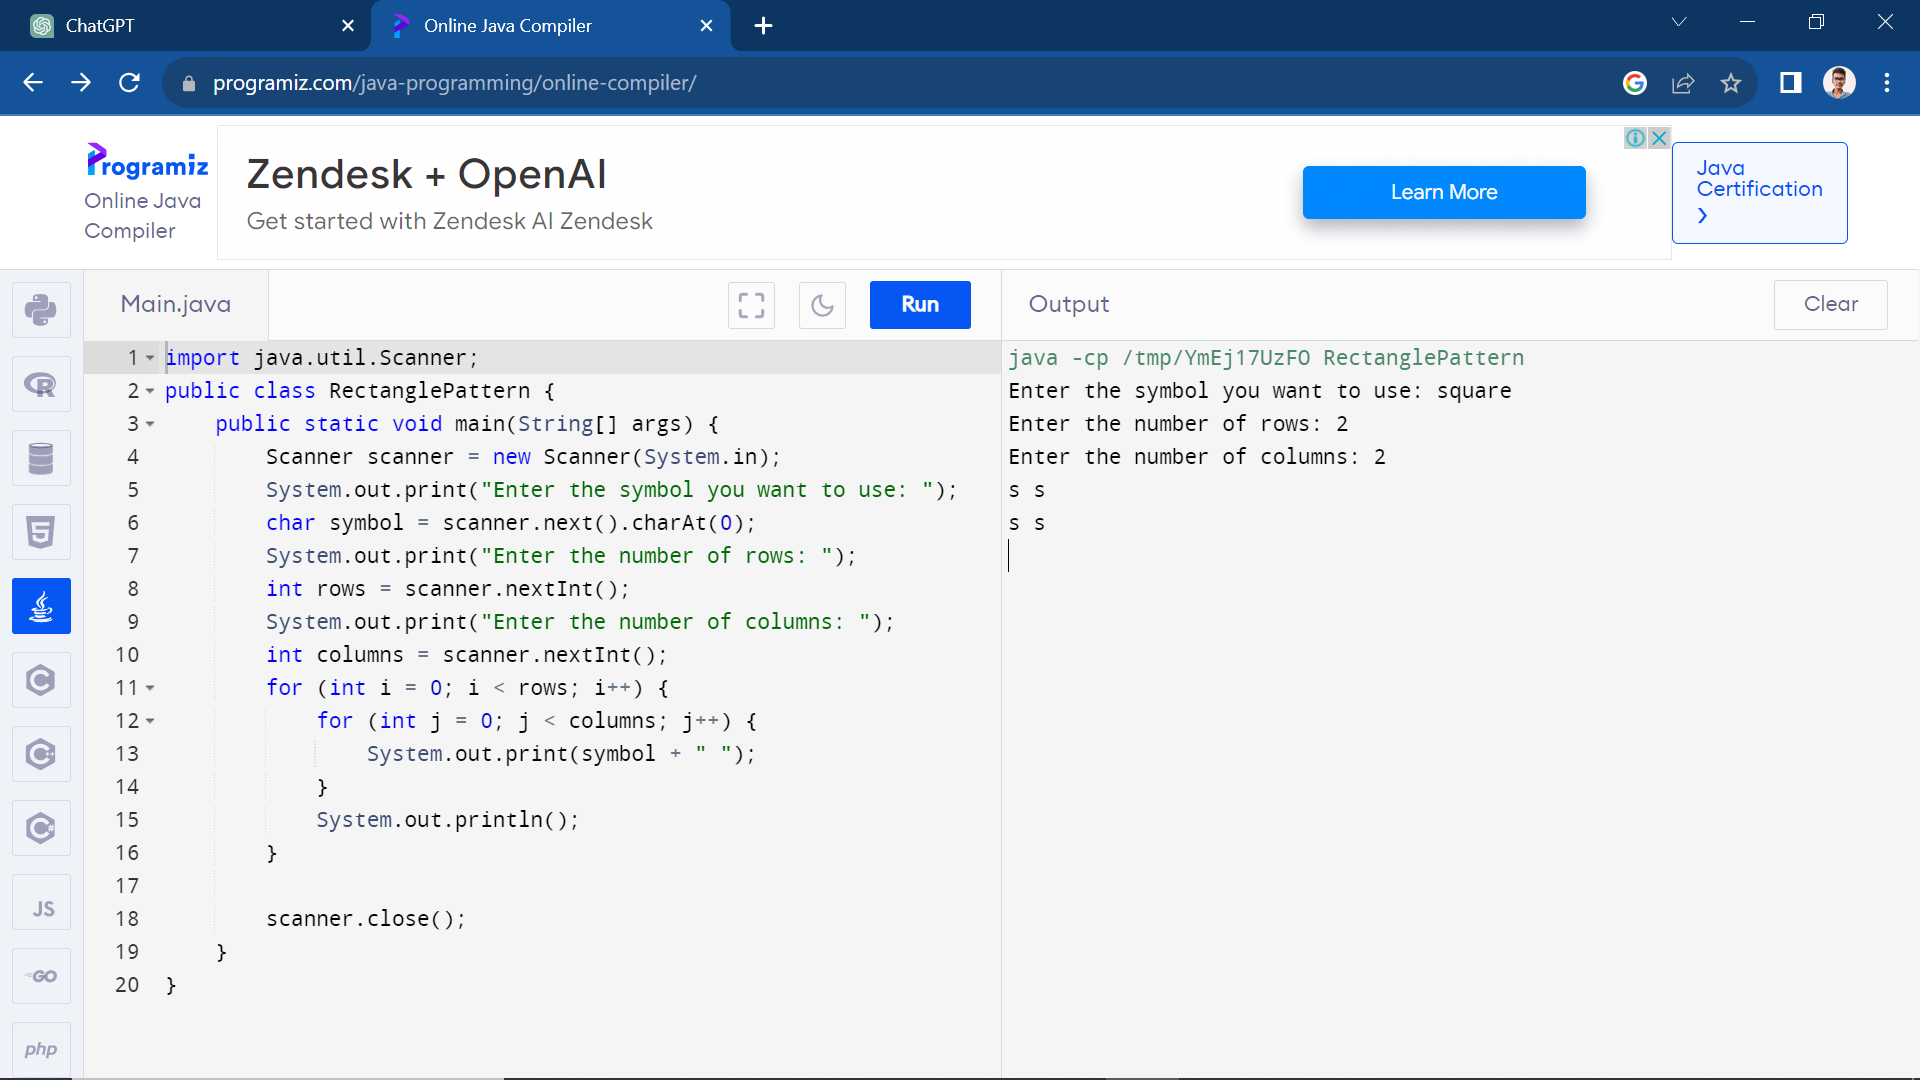 ChatGPT
Online Java Compiler
programiz.com/java-programming/online-compiler/
Programiz
Online Java
Compiler
Zendesk + OpenAI
Get started with Zendesk AI Zendesk
Learn More
Java
Certification
Main.java
Run
Output
Clear
1 import java.util.Scanner;
2 public class RectanglePattern {
3     public static void main(String[] args) {
4         Scanner scanner = new Scanner(System.in);
5         System.out.print("Enter the symbol you want to use: ");
6         char symbol = scanner.next().charAt(0);
7         System.out.print("Enter the number of rows: ");
8         int rows = scanner.nextInt();
9         System.out.print("Enter the number of columns: ");
10         int columns = scanner.nextInt();
11         for (int i = 0; i < rows; i++) {
12             for (int j = 0; j < columns; j++) {
13                 System.out.print(symbol + " ");
14             }
15             System.out.println();
16         }
17
18         scanner.close();
19     }
20 }
java -cp /tmp/YmEj17UzFO RectanglePattern
Enter the symbol you want to use: square
Enter the number of rows: 2
Enter the number of columns: 2
s s
s s
R
5
C
C++
C#
JS
GO
php